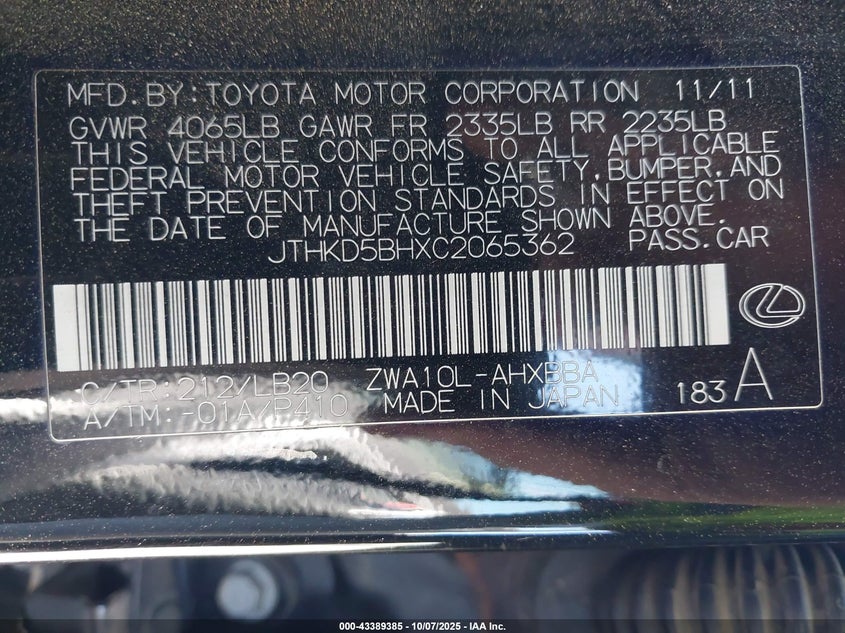 MFD. BY: TOYOTA MOTOR CORPORATION 11/11
GVWR 4065LB GAWR FR 2335LB RR 2235LB
THIS VEHICLE CONFORMS TO ALL APPLICABLE
FEDERAL MOTOR VEHICLE SAFETY, BUMPER, AND
THEFT PREVENTION STANDARDS IN EFFECT ON
THE DATE OF MANUFACTURE SHOWN ABOVE.
JTHKD5BHXC2065362 PASS. CAR
C/TR: 212/LB20 ZWA10L-AHXBBA
A/TM: -01A/P410 MADE IN JAPAN 183 A
000-43389385 - 10/07/2025 - IAA Inc.